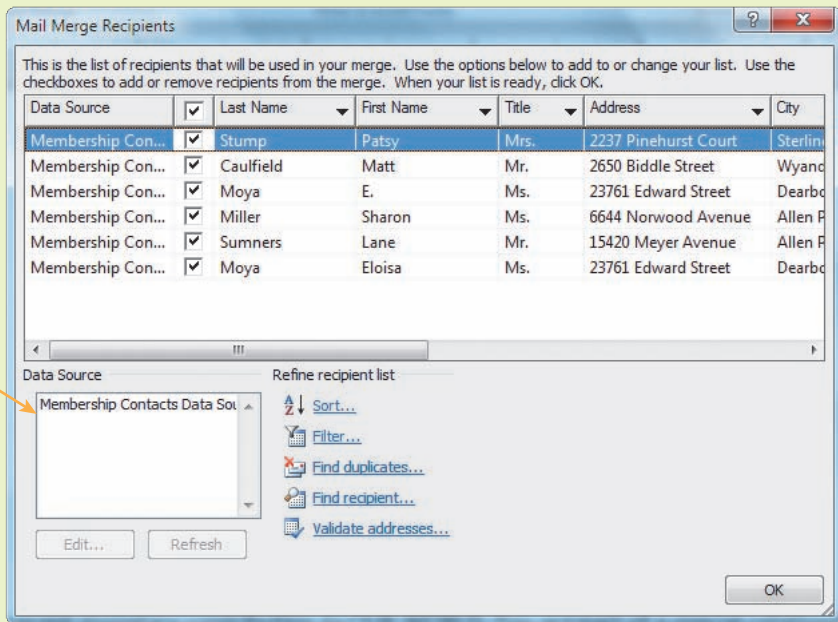 Mail Merge Recipients
This is the list of recipients that will be used in your merge. Use the options below to add to or change your list. Use the
checkboxes to add or remove recipients from the merge. When your list is ready, click OK.
Data Source Last Name First Name Title Address City
Membership Con... Stump Patsy Mrs. 2237 Pinehurst Court Sterlin
Membership Con... Caulfield Matt Mr. 2650 Biddle Street Wyand
Membership Con... Moya E. Ms. 23761 Edward Street Dearbo
Membership Con... Miller Sharon Ms. 6644 Norwood Avenue Allen P
Membership Con... Sumners Lane Mr. 15420 Meyer Avenue Allen P
Membership Con... Moya Eloisa Ms. 23761 Edward Street Dearbo
Data Source Refine recipient list
Membership Contacts Data Sou
Sort...
Filter...
Find duplicates...
Find recipient...
Validate addresses...
Edit... Refresh
OK